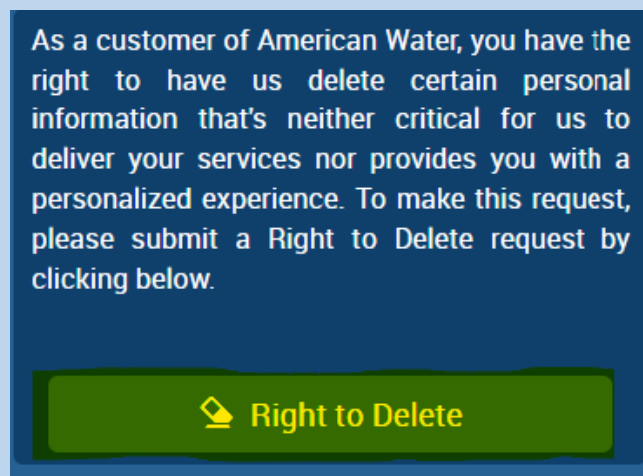 As a customer of American Water, you have the
right to have us delete certain personal
information that's neither critical for us to
deliver your services nor provides you with a
personalized experience. To make this request,
please submit a Right to Delete request by
clicking below.
Right to Delete